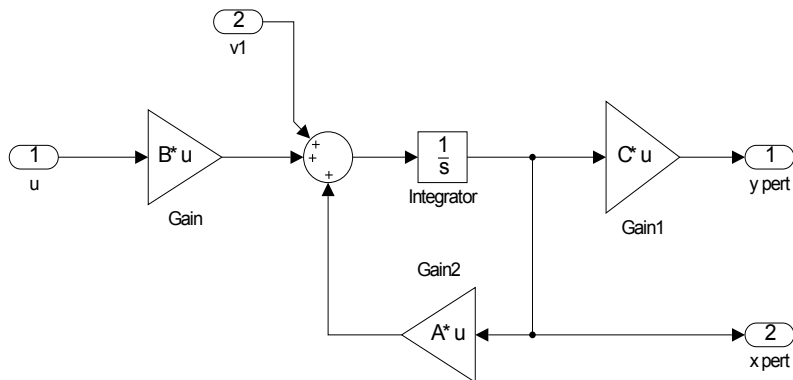 2
v1
1
u
B* u
Gain
+
+
+
1
s
Integrator
C* u
Gain1
1
y pert
Gain2
A* u
2
x pert